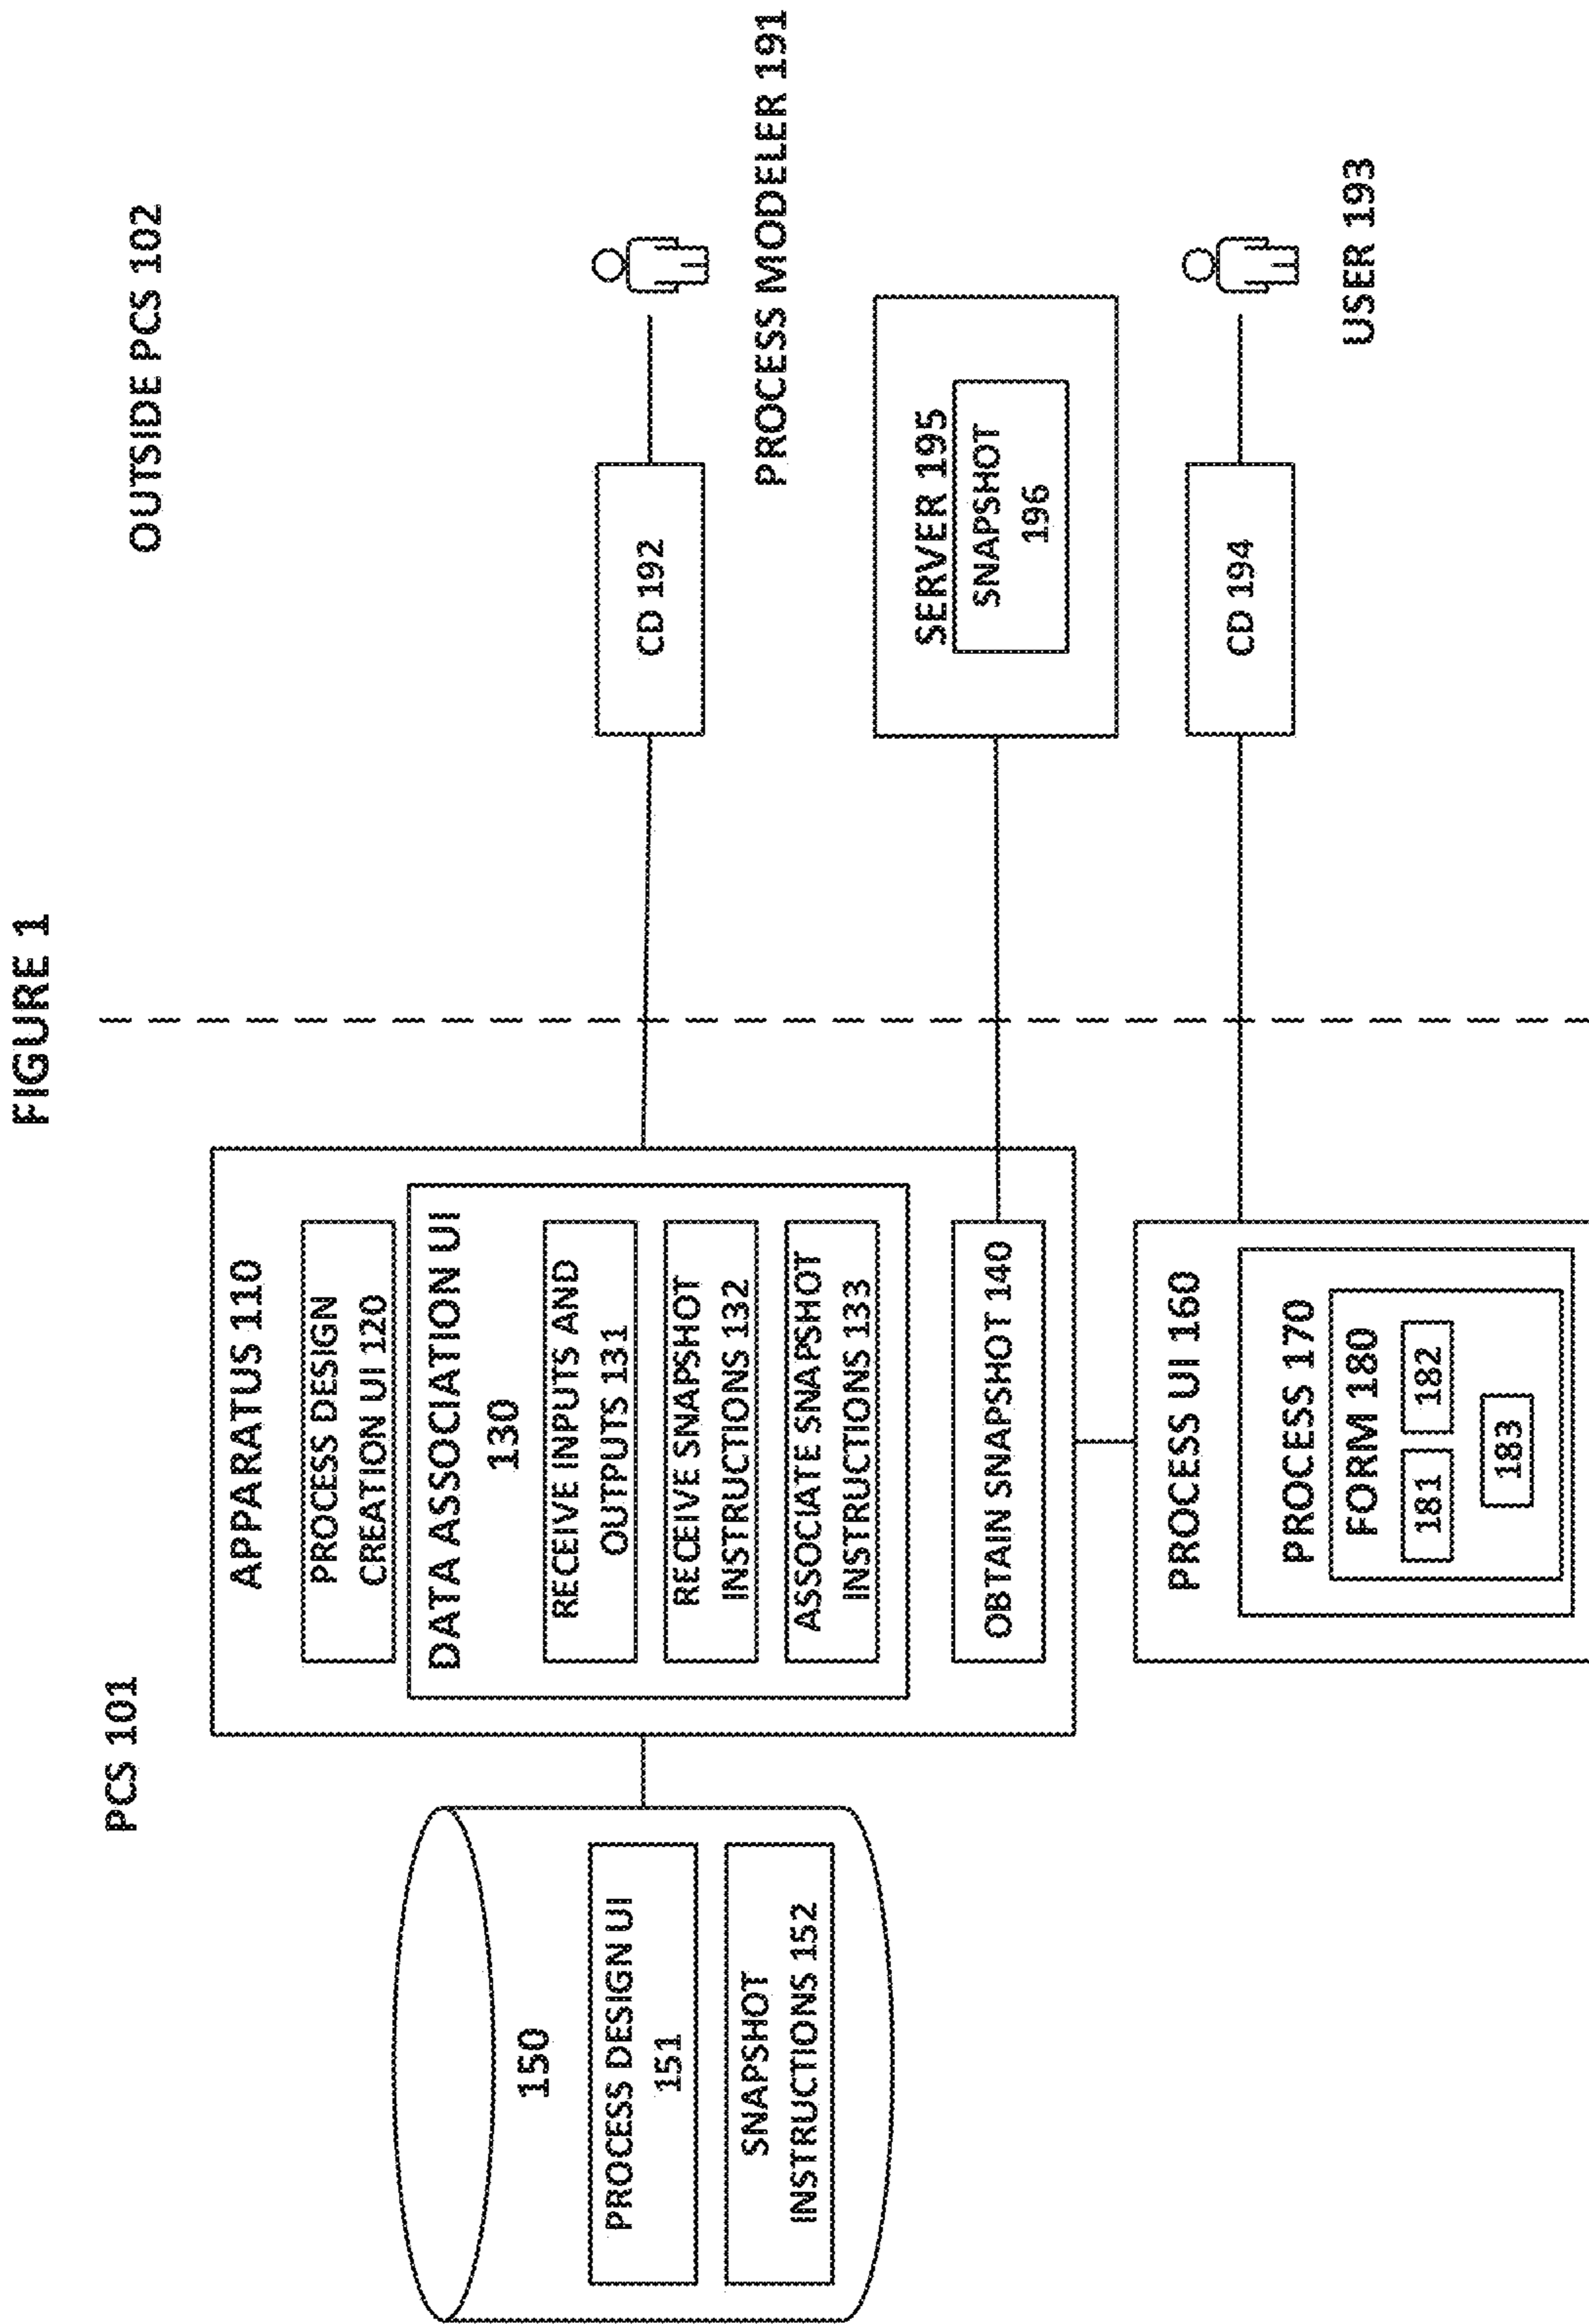 FIGURE 1
PCS 101
OUTSIDE PCS 102
APPARATUS 110
PROCESS DESIGN
CREATION UI 120
DATA ASSOCIATION UI
130
RECEIVE INPUTS AND
OUTPUTS 131
RECEIVE SNAPSHOT
INSTRUCTIONS 132
ASSOCIATE SNAPSHOT
INSTRUCTIONS 133
OBTAIN SNAPSHOT 140
150
PROCESS DESIGN UI
151
SNAPSHOT
INSTRUCTIONS 152
CD 192
PROCESS MODELER 191
SERVER 195
SNAPSHOT
196
CD 194
USER 193
PROCESS UI 160
PROCESS 170
FORM 180
181
182
183